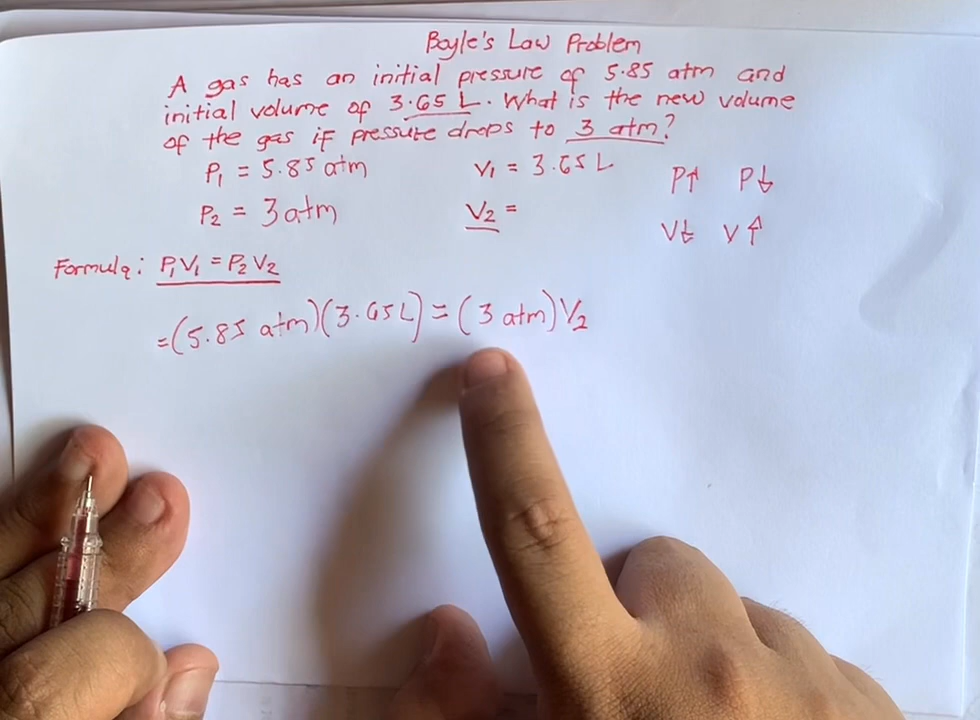 Boyle's Law Problem
A gas has an initial pressure of 5.85 atm and
initial volume of 3.65 L. What is the new volume
of the gas if pressure drops to 3 atm?
P₁ = 5.85 atm V₁ = 3.65 L P↑ P↓
P₂ = 3 atm V₂ = V↓ V↑
Formula: P₁V₁ = P₂V₂
=(5.85 atm)(3.65 L) = (3 atm)V₂